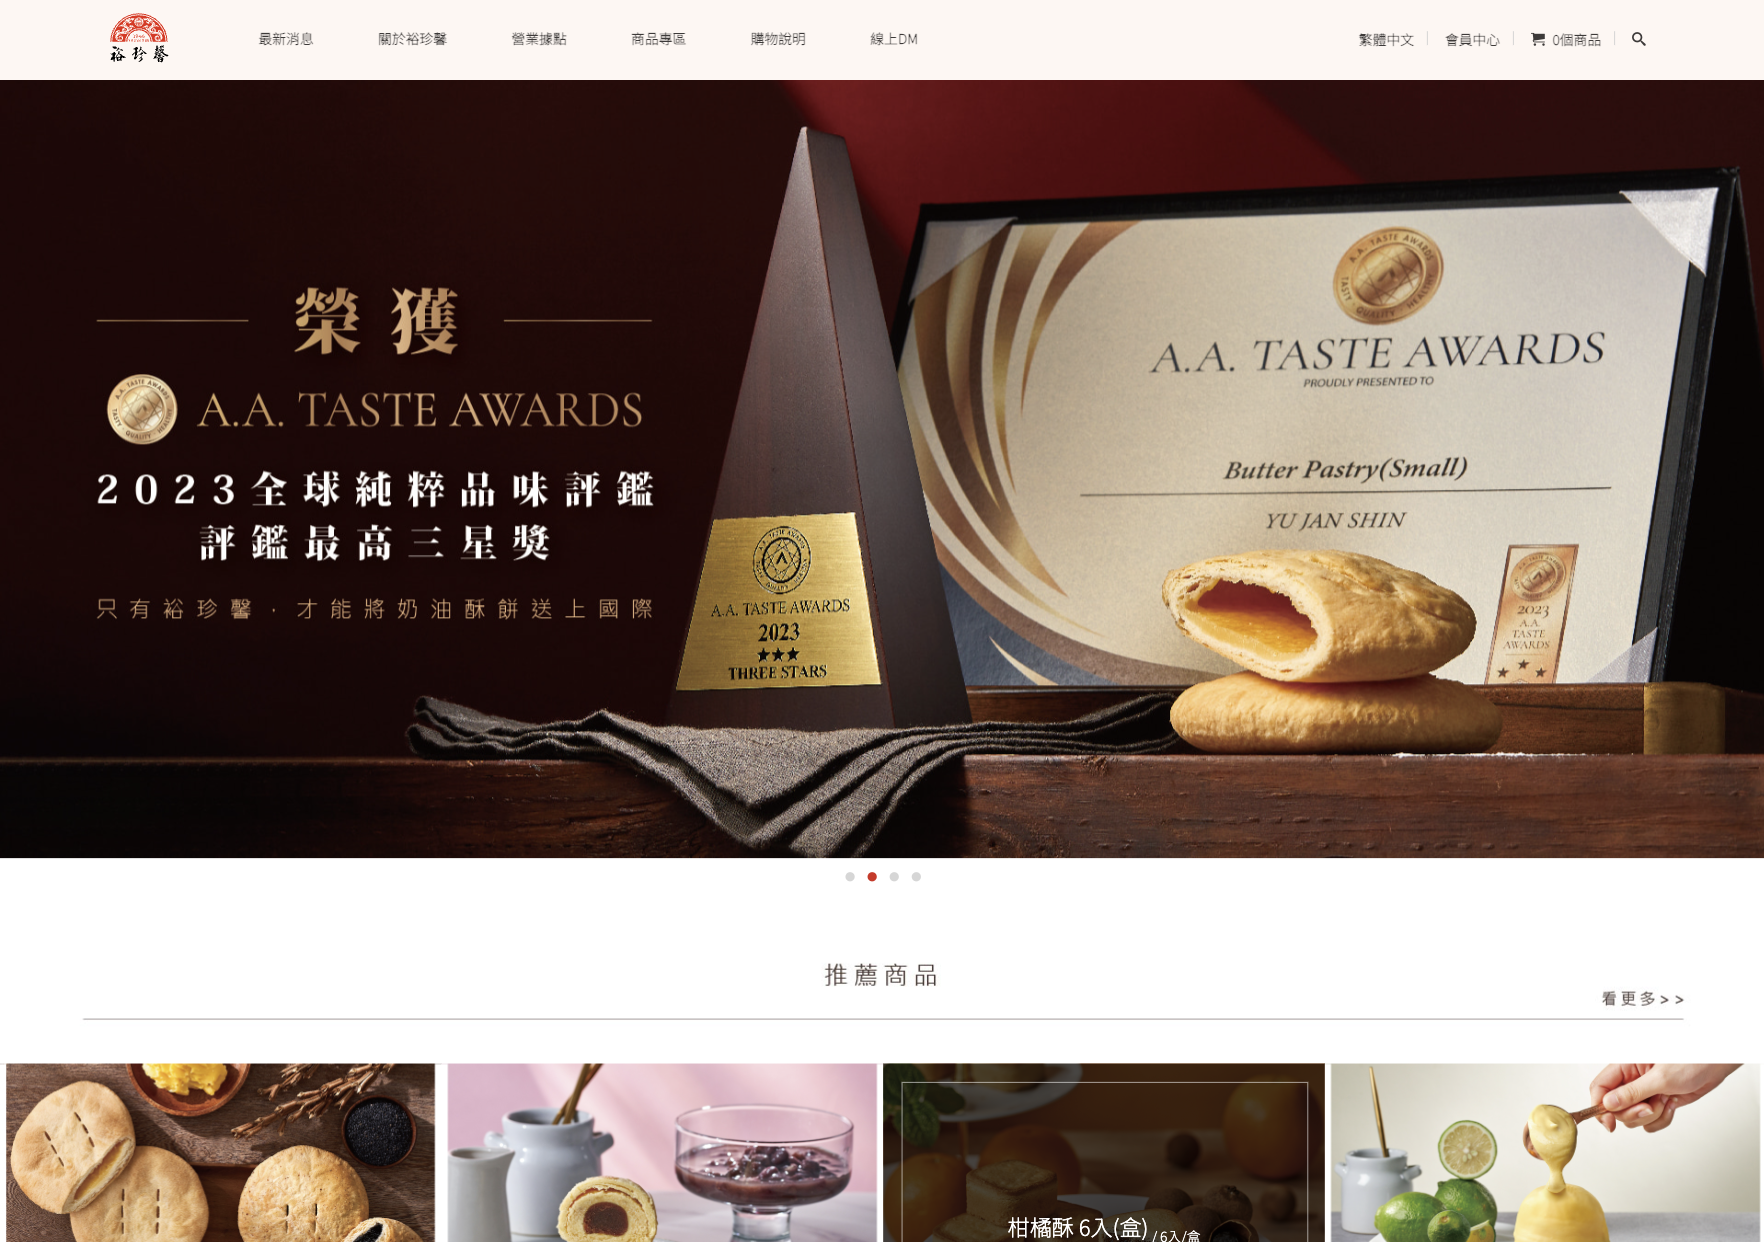 裕珍馨
最新消息
關於裕珍馨
營業據點
商品專區
購物說明
線上DM
繁體中文
會員中心
0個商品
榮獲
A.A. TASTE AWARDS
2023全球純粹品味評鑑
評鑑最高三星獎
只有裕珍馨·才能將奶油酥餅送上國際
A.A. TASTE AWARDS
2023
★★★
THREE STARS
A.A. TASTE AWARDS
PROUDLY PRESENTED TO
Butter Pastry(Small)
YU JAN SHIN
2023
A.A.
TASTE
AWARDS
推薦商品
看更多>>
柑橘酥 6入(盒) / 6入/盒